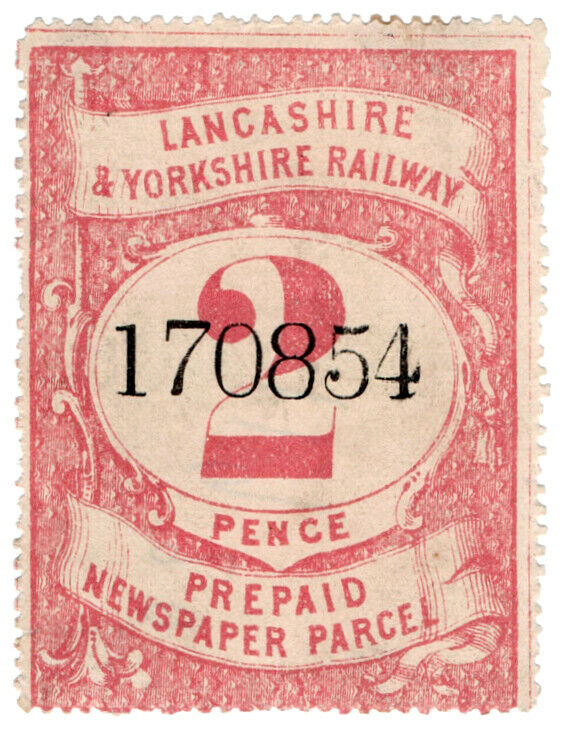 LANCASHIRE
& YORKSHIRE RAILWAY
2
170854
PENCE
PREPAID
NEWSPAPER PARCEL